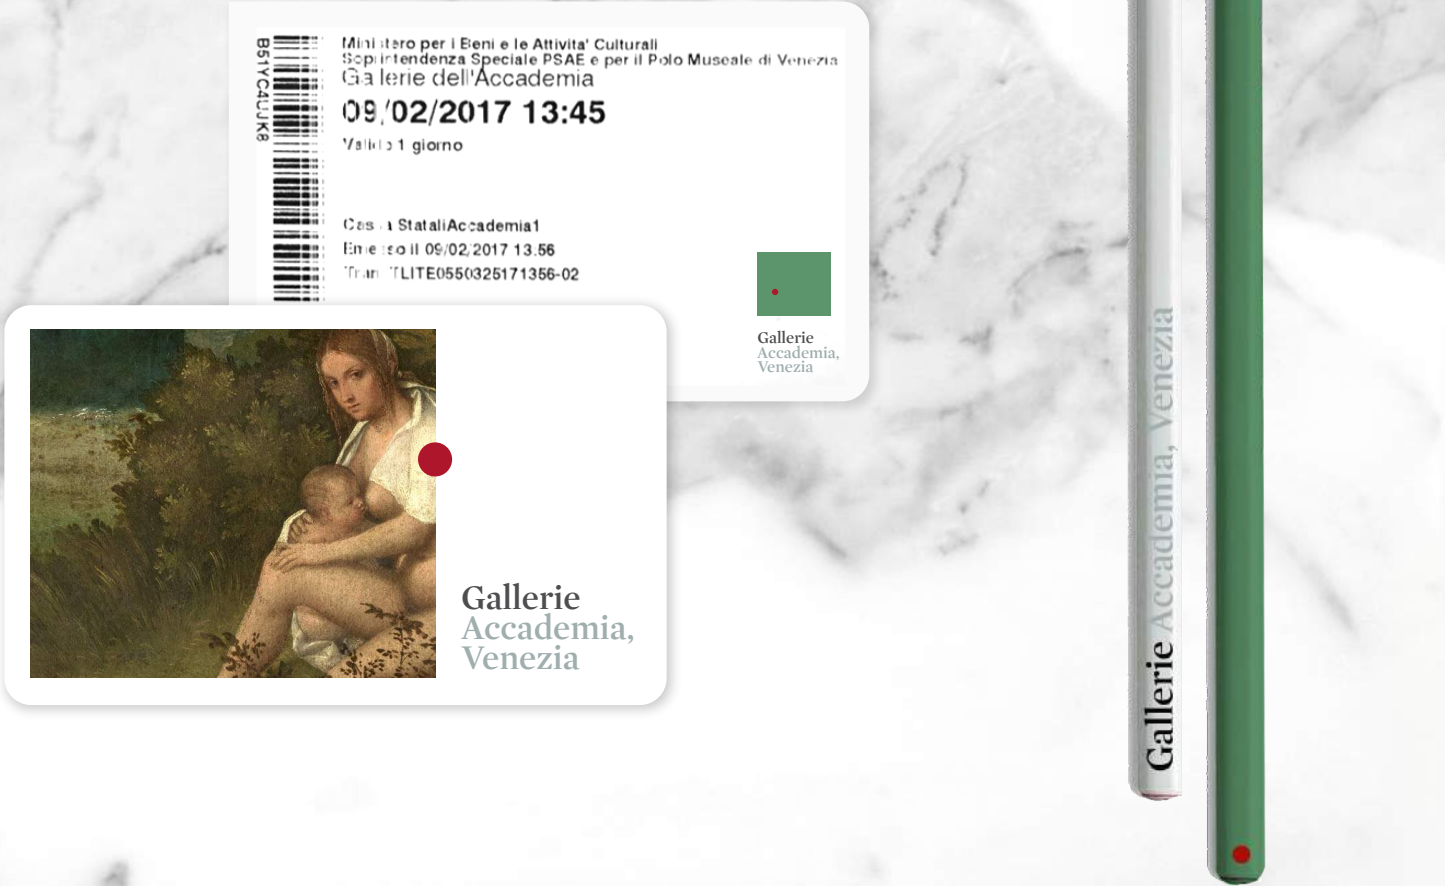 B51YC4UJK8
Ministero per i Beni e le Attivita' Culturali
Soprintendenza Speciale PSAE e per il Polo Museale di Venezia
Gallerie dell'Accademia
09/02/2017 13:45
Valido 1 giorno
Cassa StataliAccademia1
Emesso il 09/02/2017 13:56
Tran TLITE0550325171356-02
Gallerie
Accademia,
Venezia
Gallerie
Accademia,
Venezia
Gallerie Accademia, Venezia